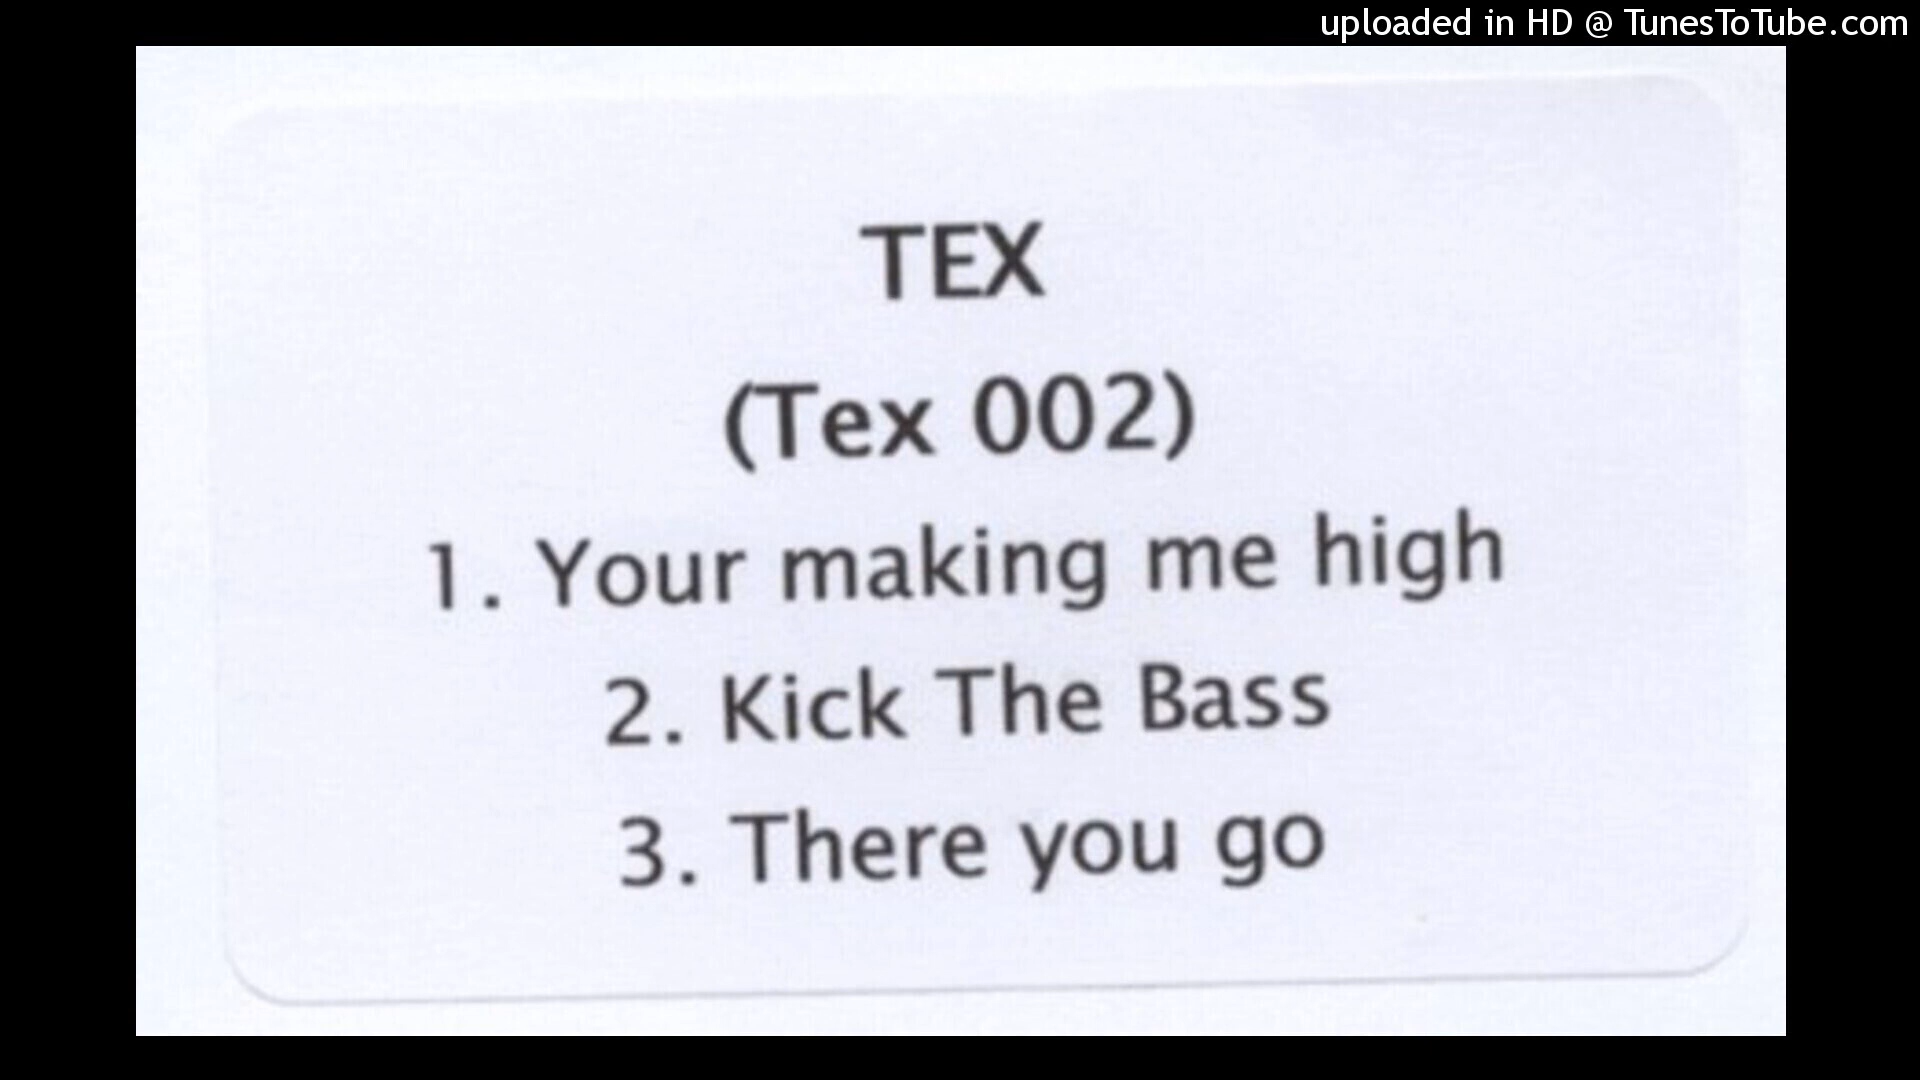 uploaded in HD @ TunesToTube.com
TEX
(Tex 002)
1. Your making me high
2. Kick The Bass
3. There you go